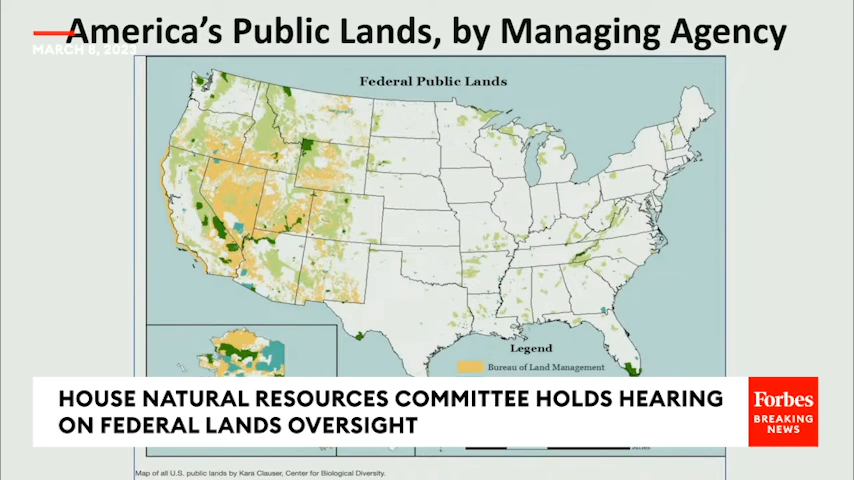 America's Public Lands, by Managing Agency
MARCH 8, 2023
Federal Public Lands
Legend
Bureau of Land Management
HOUSE NATURAL RESOURCES COMMITTEE HOLDS HEARING
ON FEDERAL LANDS OVERSIGHT
Forbes
BREAKING
NEWS
Map of all U.S. public lands by Kara Clauser, Center for Biological Diversity.